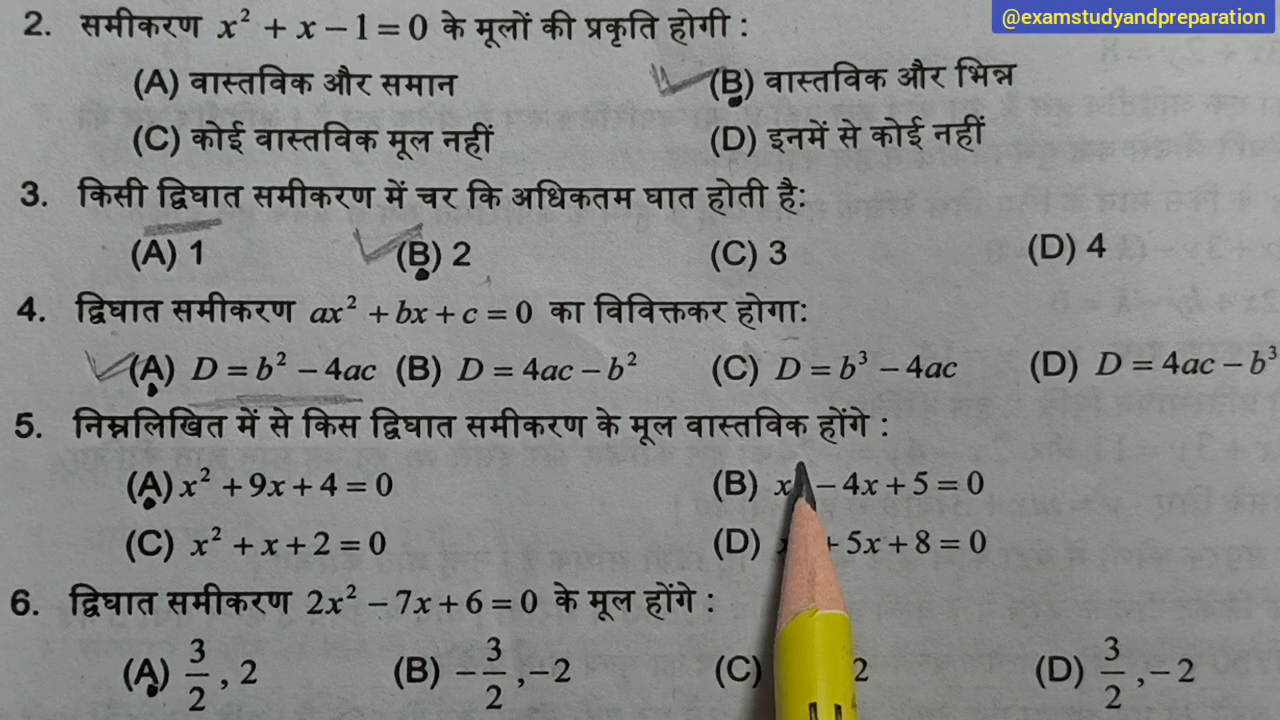 @examstudyandpreparation
2. समीकरण x² + x − 1 = 0 के मूलों की प्रकृति होगी :
(A) वास्तविक और समान (B) वास्तविक और भिन्न
(C) कोई वास्तविक मूल नहीं (D) इनमें से कोई नहीं
3. किसी द्विघात समीकरण में चर कि अधिकतम घात होती है:
(A) 1 (B) 2 (C) 3 (D) 4
4. द्विघात समीकरण ax² + bx + c = 0 का विवित्तकर होगा:
(A) D = b² − 4ac (B) D = 4ac − b² (C) D = b³ − 4ac (D) D = 4ac − b³
5. निम्नलिखित में से किस द्विघात समीकरण के मूल वास्तविक होंगे :
(A) x² + 9x + 4 = 0 (B) x − 4x + 5 = 0
(C) x² + x + 2 = 0 (D) + 5x + 8 = 0
6. द्विघात समीकरण 2x² − 7x + 6 = 0 के मूल होंगे :
(A) 3/2 , 2 (B) −3/2 , −2 (C) 2 (D) 3/2 , −2